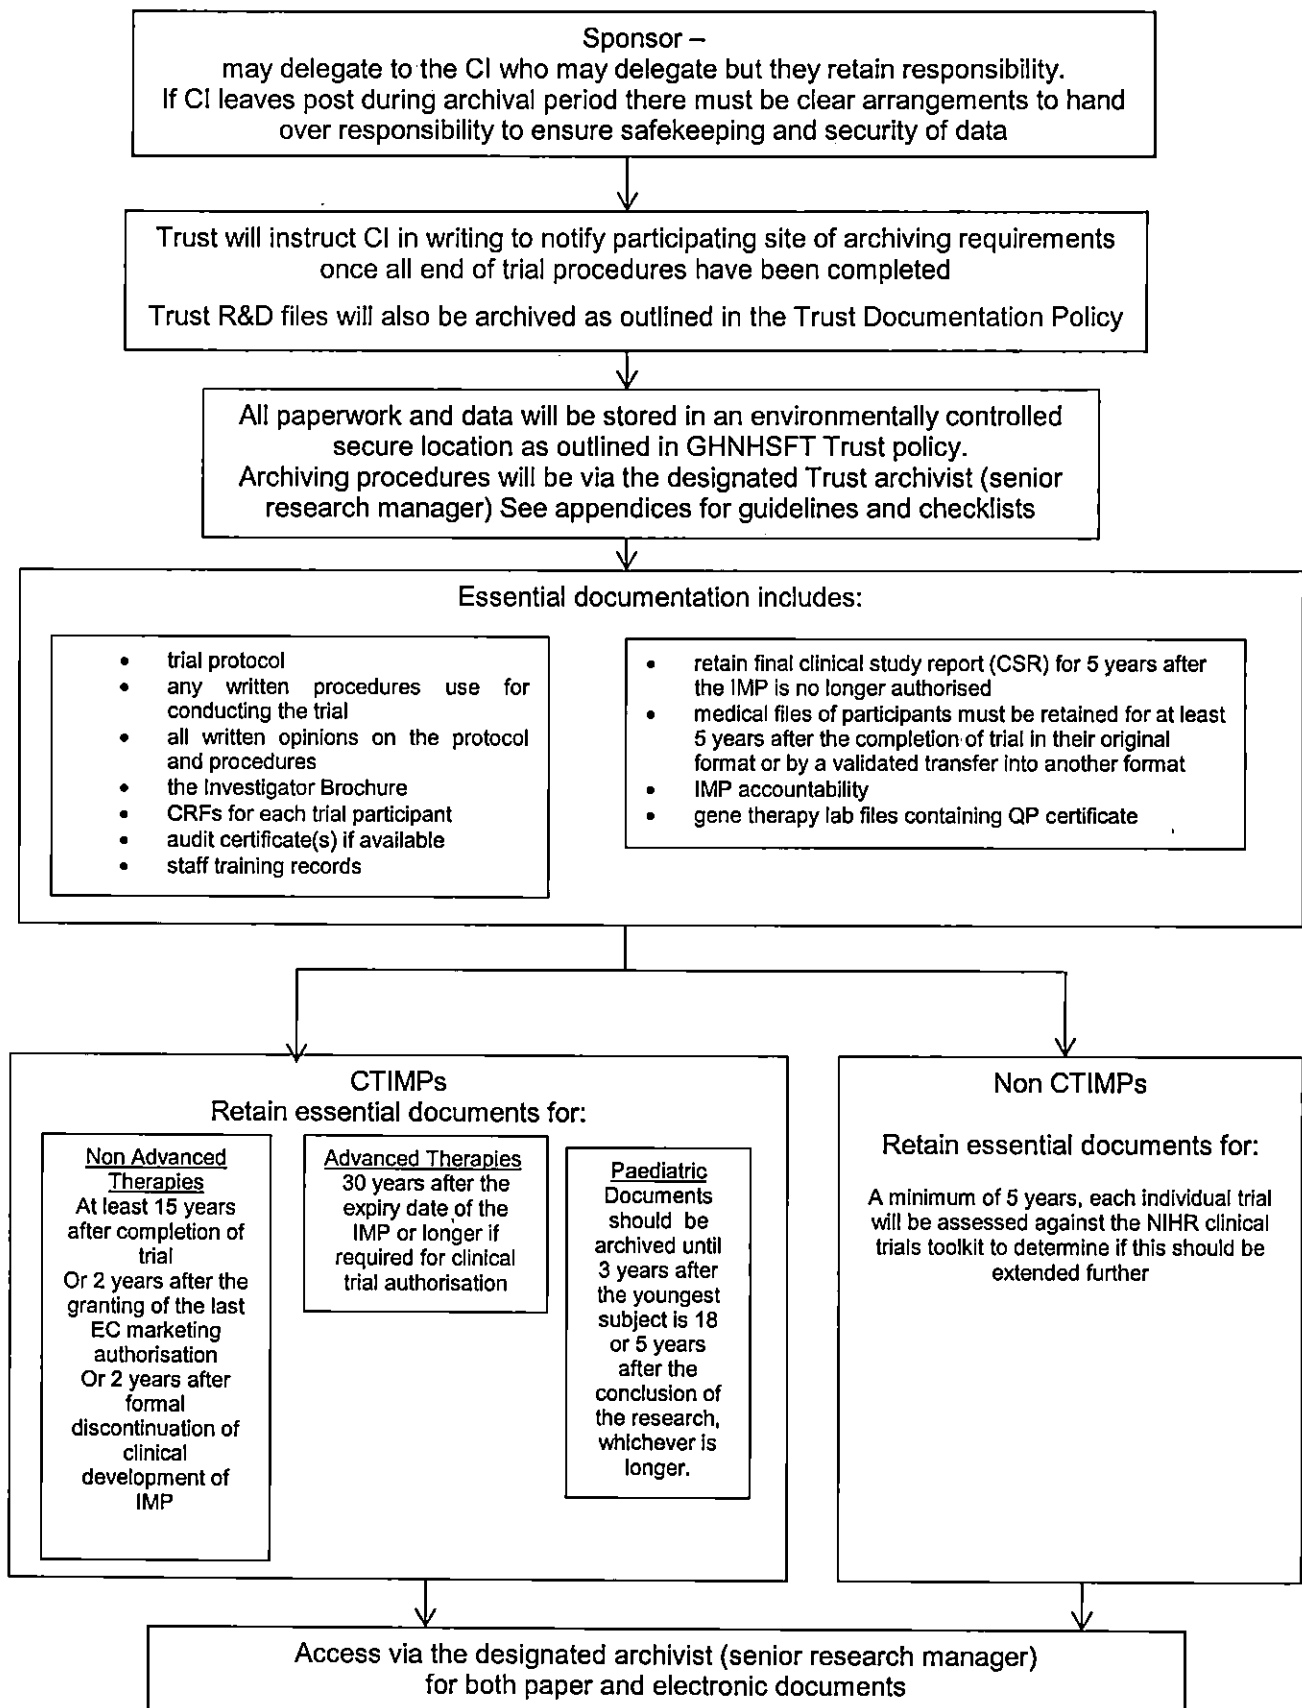 Sponsor –
may delegate to the CI who may delegate but they retain responsibility.
If CI leaves post during archival period there must be clear arrangements to hand
over responsibility to ensure safekeeping and security of data
Trust will instruct CI in writing to notify participating site of archiving requirements
once all end of trial procedures have been completed
Trust R&D files will also be archived as outlined in the Trust Documentation Policy
All paperwork and data will be stored in an environmentally controlled
secure location as outlined in GHNHSFT Trust policy.
Archiving procedures will be via the designated Trust archivist (senior
research manager) See appendices for guidelines and checklists
Essential documentation includes:
• trial protocol
• any written procedures use for
conducting the trial
• all written opinions on the protocol
and procedures
• the Investigator Brochure
• CRFs for each trial participant
• audit certificate(s) if available
• staff training records
• retain final clinical study report (CSR) for 5 years after
the IMP is no longer authorised
• medical files of participants must be retained for at least
5 years after the completion of trial in their original
format or by a validated transfer into another format
• IMP accountability
• gene therapy lab files containing QP certificate
CTIMPs
Retain essential documents for:
Non Advanced
Therapies
At least 15 years
after completion of
trial
Or 2 years after the
granting of the last
EC marketing
authorisation
Or 2 years after
formal
discontinuation of
clinical
development of
IMP
Advanced Therapies
30 years after the
expiry date of the
IMP or longer if
required for clinical
trial authorisation
Paediatric
Documents
should be
archived until
3 years after
the youngest
subject is 18
or 5 years
after the
conclusion of
the research,
whichever is
longer.
Non CTIMPs
Retain essential documents for:
A minimum of 5 years, each individual trial
will be assessed against the NIHR clinical
trials toolkit to determine if this should be
extended further
Access via the designated archivist (senior research manager)
for both paper and electronic documents